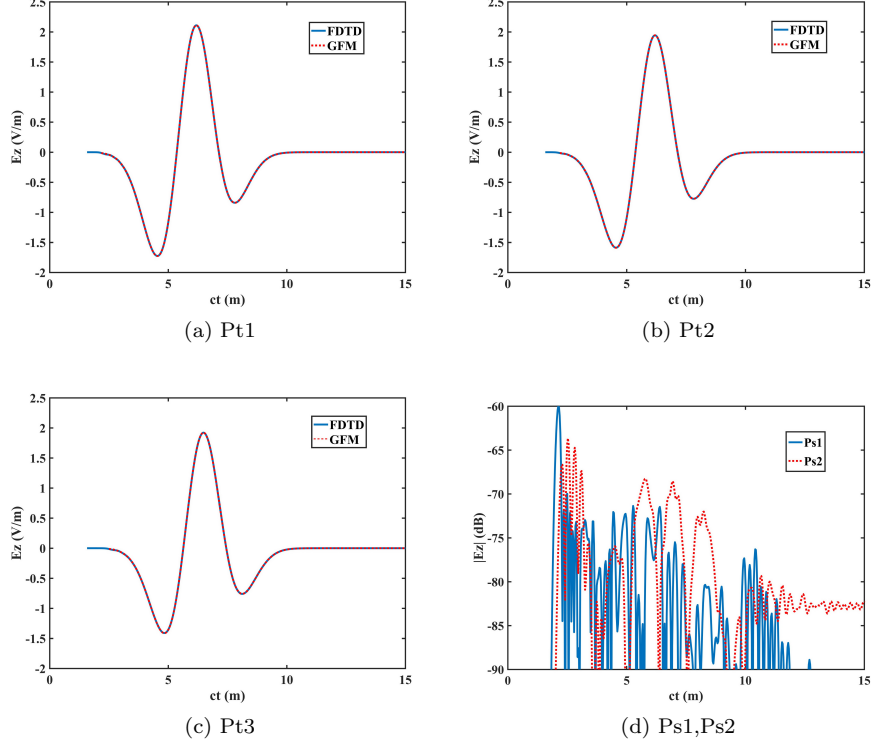 2.5
2
1.5
1
0.5
0
-0.5
-1
-1.5
-2
Ez (V/m)
FDTD
GFM
0 5 10 15
ct (m)
(a) Pt1
2.5
2
1.5
1
0.5
0
-0.5
-1
-1.5
-2
Ez (V/m)
FDTD
GFM
0 5 10 15
ct (m)
(b) Pt2
2.5
2
1.5
1
0.5
0
-0.5
-1
-1.5
-2
Ez (V/m)
FDTD
GFM
0 5 10 15
ct (m)
(c) Pt3
-60
-65
-70
-75
-80
-85
-90
|Ez| (dB)
Ps1
Ps2
0 5 10 15
ct (m)
(d) Ps1,Ps2